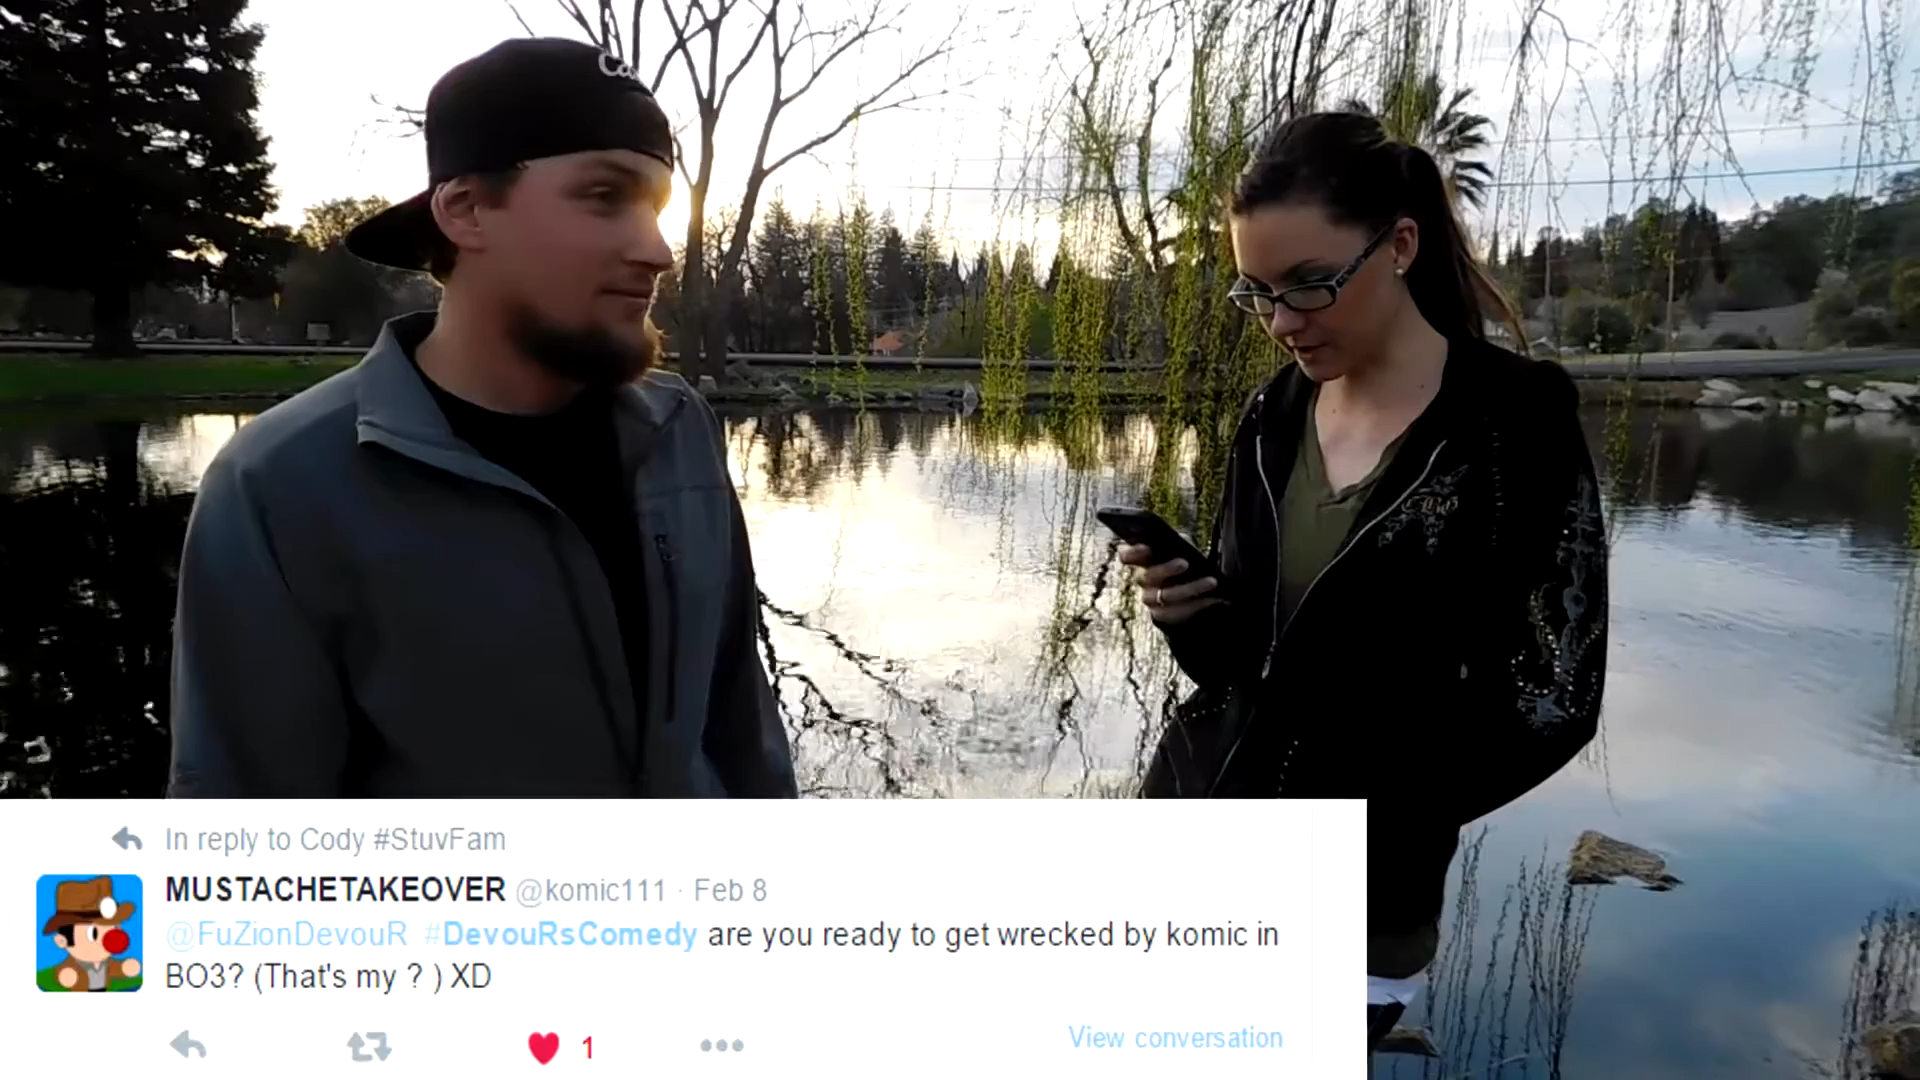 In reply to Cody #StuvFam
MUSTACHETAKEOVER @komic111 · Feb 8
@FuZionDevouR #DevouRsComedy are you ready to get wrecked by komic in
BO3? (That's my ? ) XD
1
View conversation